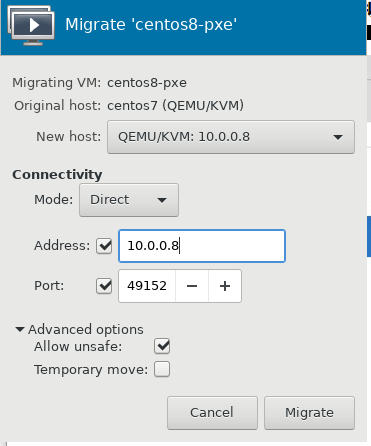 Migrate 'centos8-pxe'
Migrating VM: centos8-pxe
Original host: centos7 (QEMU/KVM)
New host: QEMU/KVM: 10.0.0.8
Connectivity
Mode: Direct
Address: 10.0.0.8
Port: 49152
Advanced options
Allow unsafe:
Temporary move:
Cancel Migrate